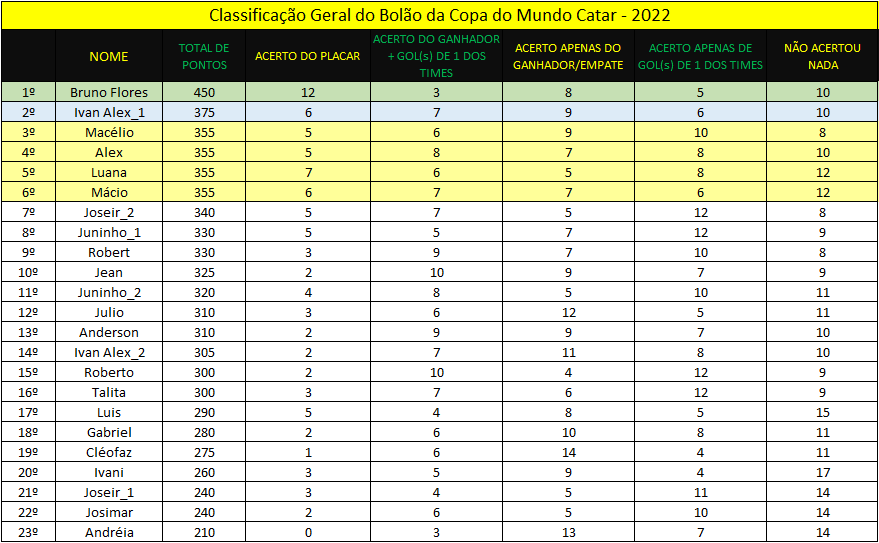 Classificação Geral do Bolão da Copa do Mundo Catar - 2022
NOME TOTAL DE PONTOS ACERTO DO PLACAR ACERTO DO GANHADOR + GOL(s) DE 1 DOS TIMES ACERTO APENAS DO GANHADOR/EMPATE ACERTO APENAS DE GOL(s) DE 1 DOS TIMES NÃO ACERTOU NADA
1º Bruno Flores 450 12 3 8 5 10
2º Ivan Alex_1 375 6 7 9 6 10
3º Macélio 355 5 6 9 10 8
4º Alex 355 5 8 7 8 10
5º Luana 355 7 6 5 8 12
6º Mácio 355 6 7 7 6 12
7º Joseir_2 340 5 7 5 12 8
8º Juninho_1 330 5 5 7 12 9
9º Robert 330 3 9 7 10 8
10º Jean 325 2 10 9 7 9
11º Juninho_2 320 4 8 5 10 11
12º Julio 310 3 6 12 5 11
13º Anderson 310 2 9 9 7 10
14º Ivan Alex_2 305 2 7 11 8 10
15º Roberto 300 2 10 4 12 9
16º Talita 300 3 7 6 12 9
17º Luis 290 5 4 8 5 15
18º Gabriel 280 2 6 10 8 11
19º Cléofaz 275 1 6 14 4 11
20º Ivani 260 3 5 9 4 17
21º Joseir_1 240 3 4 5 11 14
22º Josimar 240 2 6 5 10 14
23º Andréia 210 0 3 13 7 14